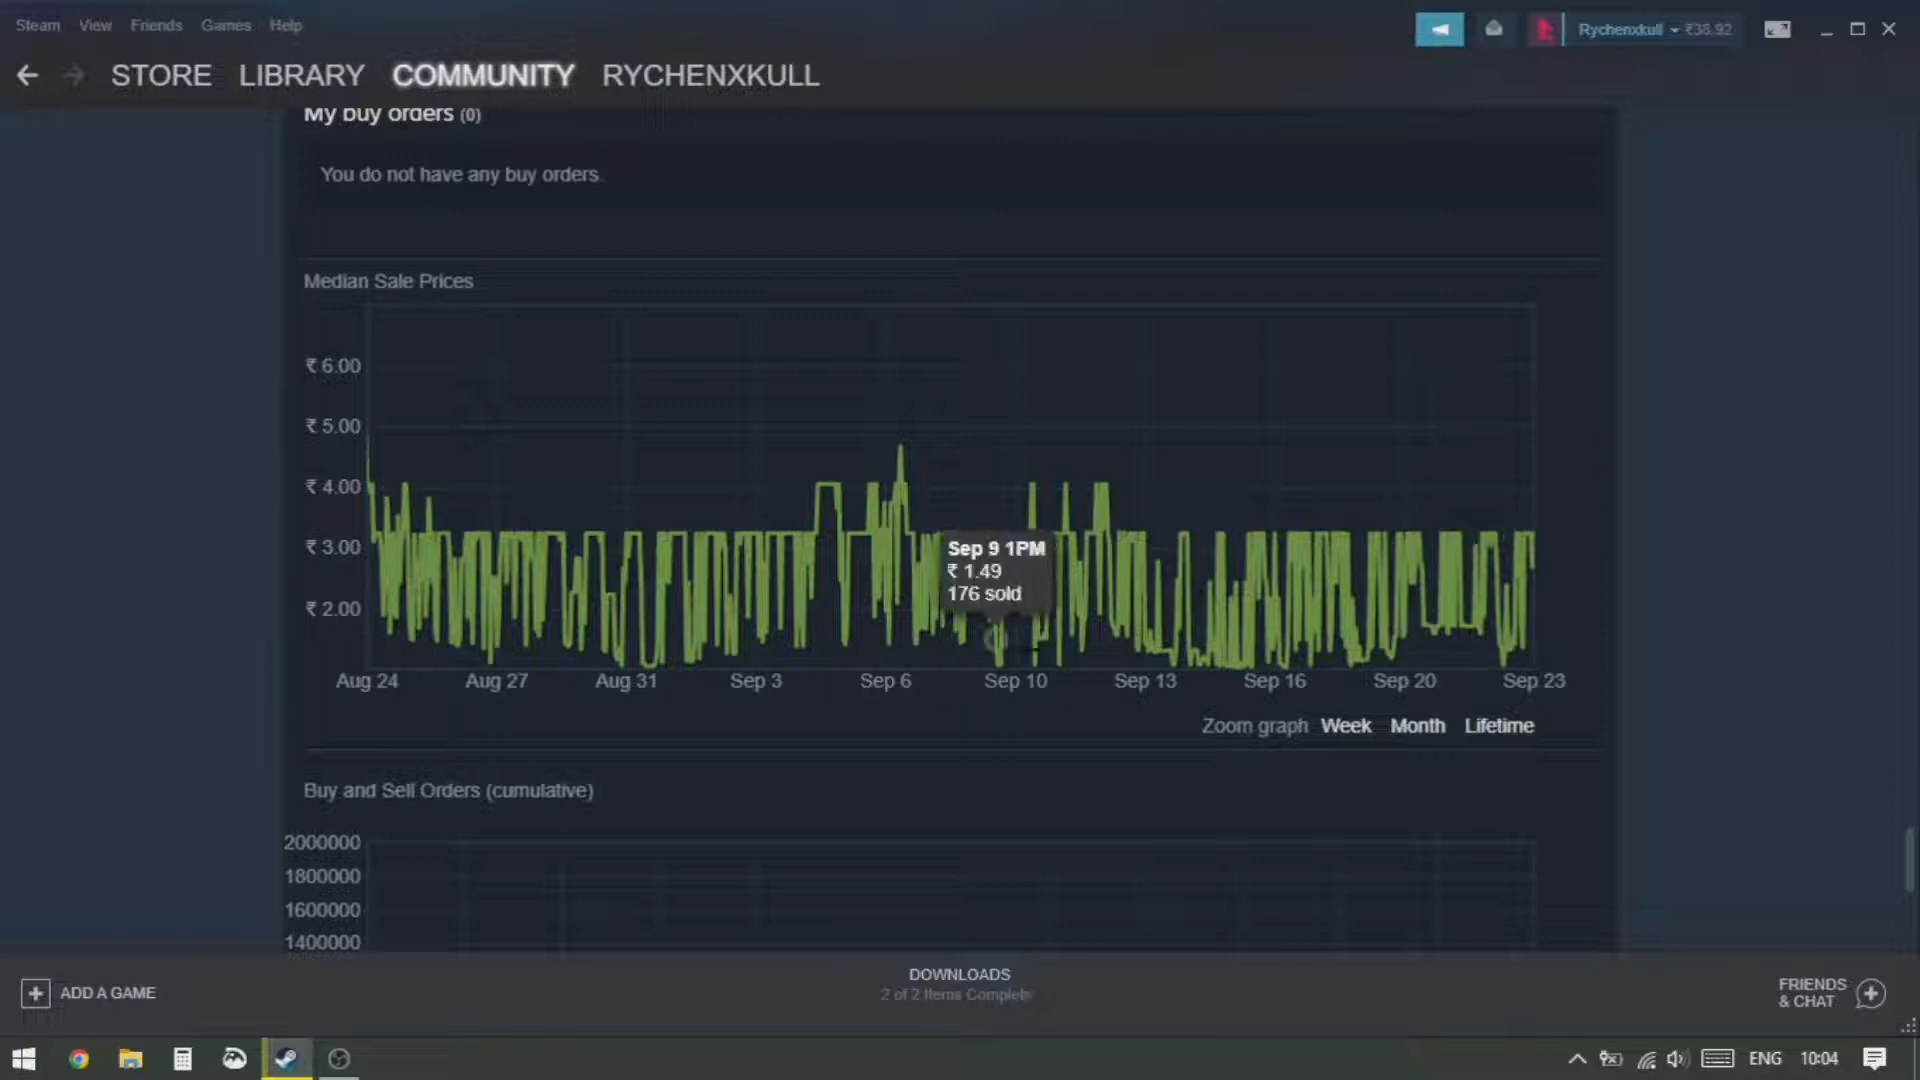 Steam View Friends Games Help
Rychenxkull ₹38.92
STORE LIBRARY COMMUNITY RYCHENXKULL
My buy orders (0)
You do not have any buy orders.
Median Sale Prices
₹ 6.00
₹ 5.00
₹ 4.00
₹ 3.00
₹ 2.00
Sep 9 1PM
₹ 1.49
176 sold
Aug 24 Aug 27 Aug 31 Sep 3 Sep 6 Sep 10 Sep 13 Sep 16 Sep 20 Sep 23
Zoom graph Week Month Lifetime
Buy and Sell Orders (cumulative)
2000000
1800000
1600000
1400000
ADD A GAME
DOWNLOADS
2 of 2 Items Complete
FRIENDS
& CHAT
ENG 10:04